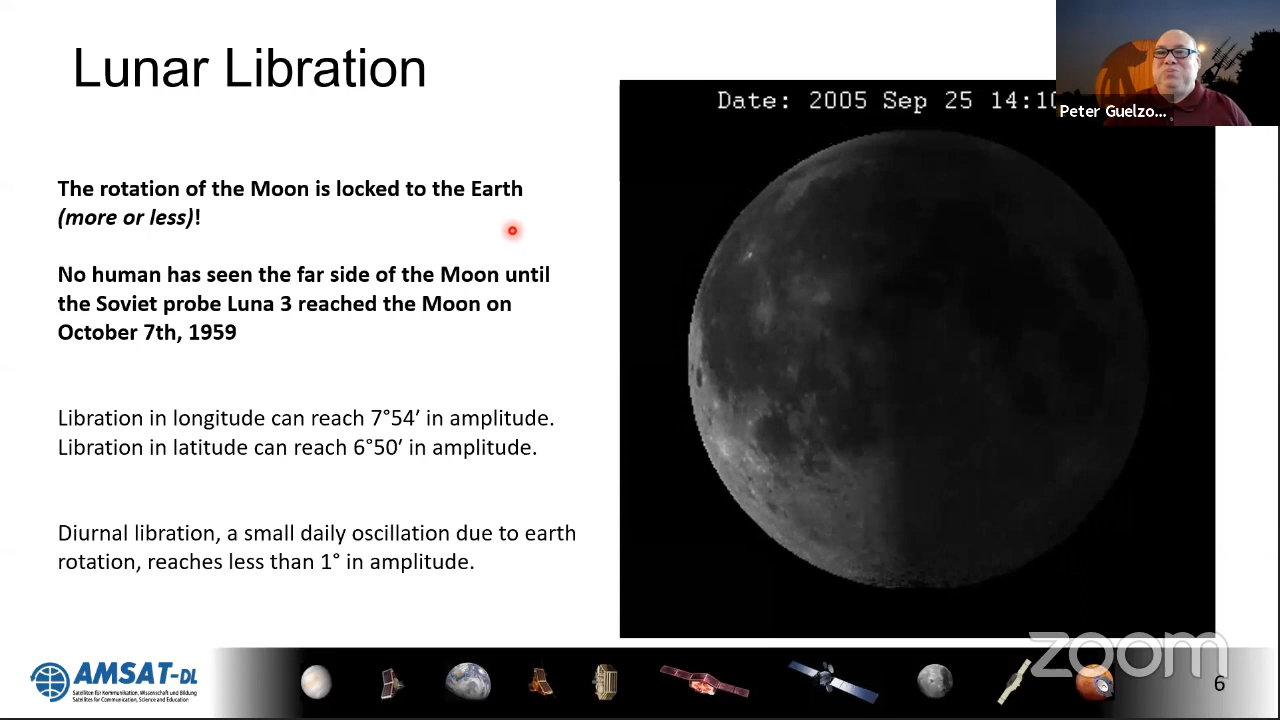 Lunar Libration
Date: 2005 Sep 25 14:10
Peter Guelzo...
The rotation of the Moon is locked to the Earth
(more or less)!
No human has seen the far side of the Moon until
the Soviet probe Luna 3 reached the Moon on
October 7th, 1959
Libration in longitude can reach 7°54′ in amplitude.
Libration in latitude can reach 6°50′ in amplitude.
Diurnal libration, a small daily oscillation due to earth
rotation, reaches less than 1° in amplitude.
AMSAT-DL
Satelliten für Kommunikation, Wissenschaft und Bildung
Satellites for Communication, Science and Education
zoom
6